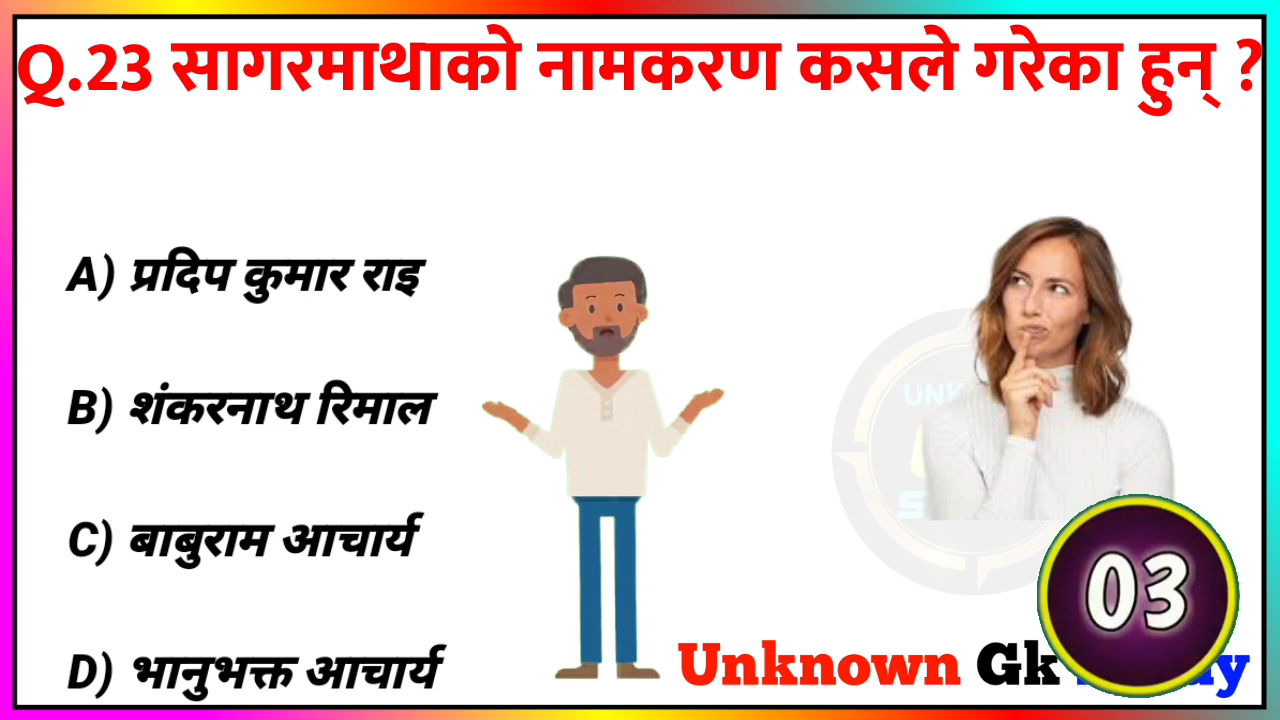 Q.23 सागरमाथाको नामकरण कसले गरेका हुन् ?
A) प्रदिप कुमार राइ
B) शंकरनाथ रिमाल
C) बाबुराम आचार्य
D) भानुभक्त आचार्य
03
Unknown Gk